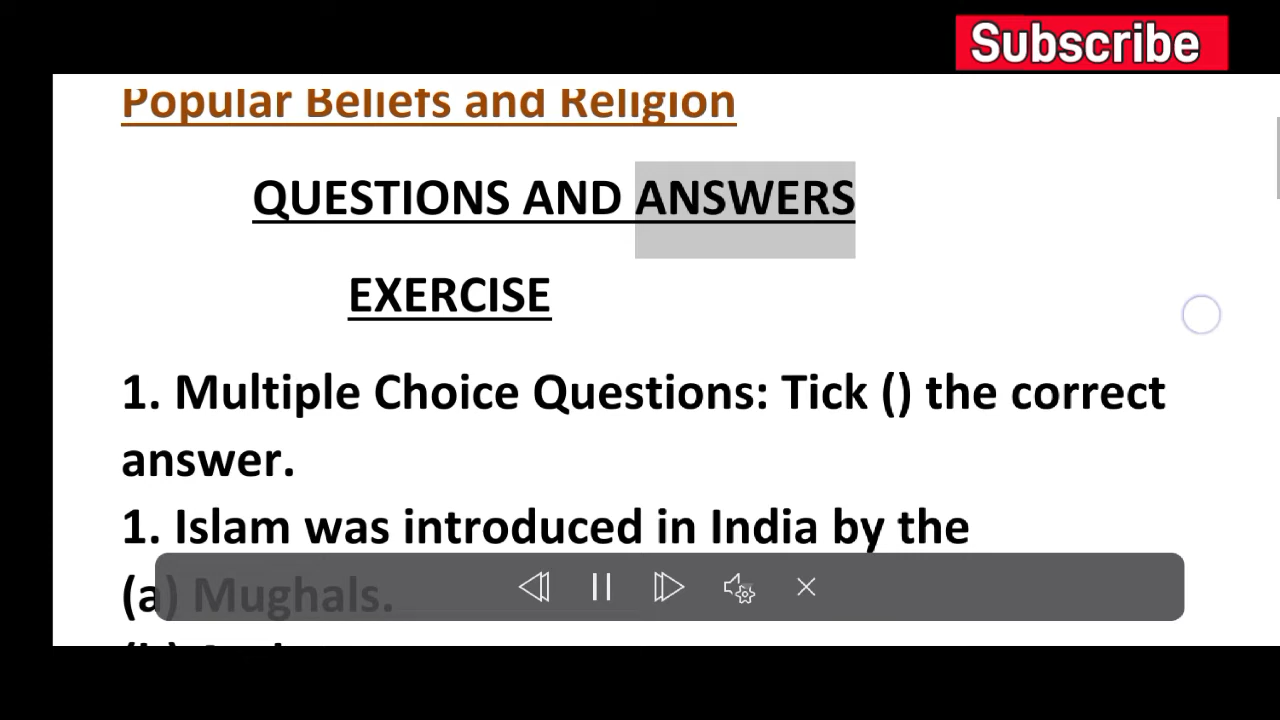 Subscribe
Popular Beliefs and Religion
QUESTIONS AND ANSWERS
EXERCISE
1. Multiple Choice Questions: Tick () the correct
answer.
1. Islam was introduced in India by the
(a) Mughals.